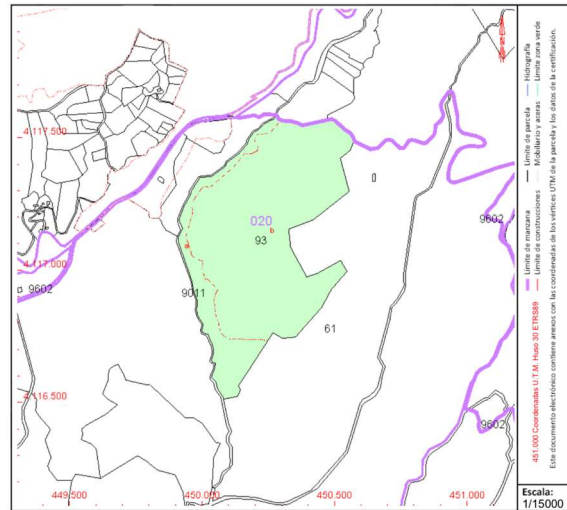 4.117.500
020
b
93
a
4.117.000
9602
9602
9011
61
4.116.500
9602
449.500
450.000
450.500
451.000
451.000 Coordenadas U.T.M. Huso 30 ETRS89
Límite de manzana
Límite de parcela
Hidrografía
Límite de construcciones
Mobiliario y aceras
Límite zona verde
Este documento electrónico contiene anexos con las coordenadas de los vértices UTM de la parcela y los datos de la certificación.
Escala:
1/15000